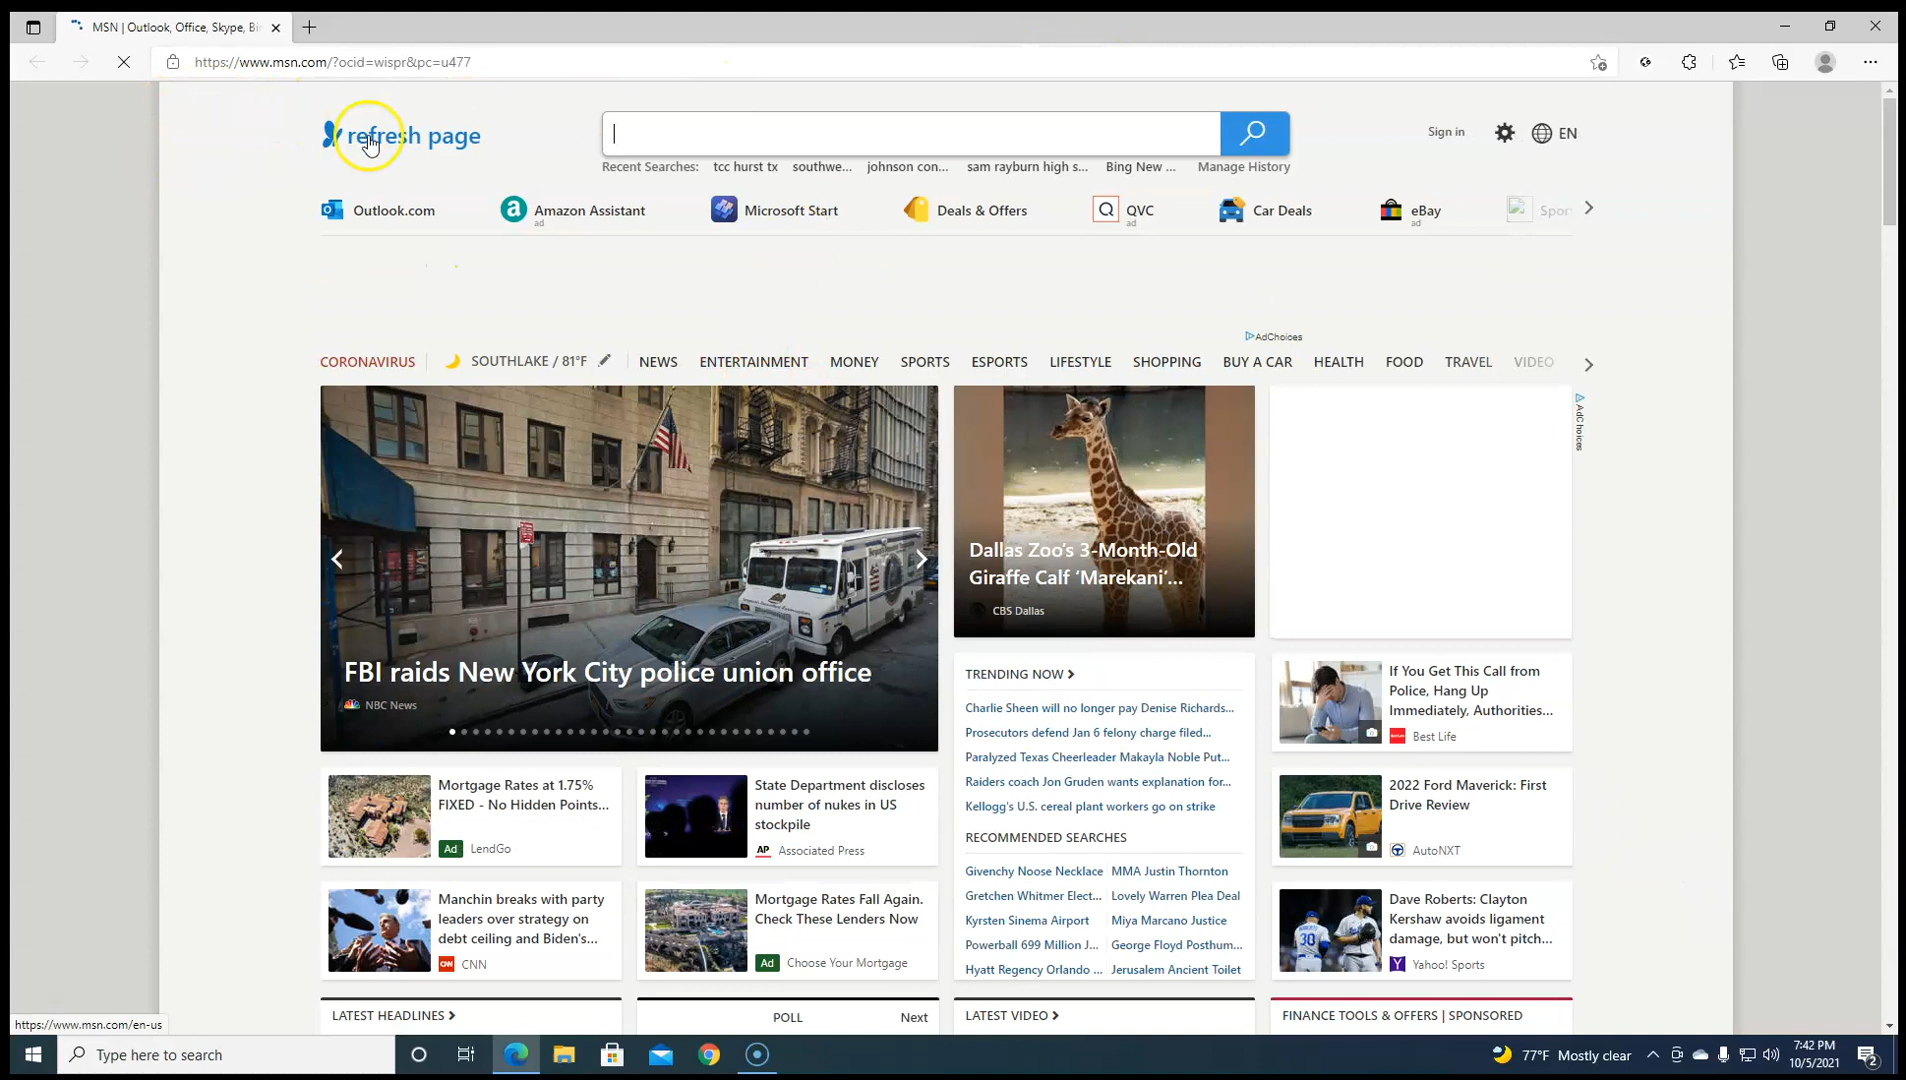 MSN | Outlook, Office, Skype, Bi
https://www.msn.com/?ocid=wispr&pc=u477
refresh page
Sign in
EN
Recent Searches: tcc hurst tx southwe... johnson con... sam rayburn high s... Bing New ... Manage History
Outlook.com
Amazon Assistant
ad
Microsoft Start
Deals & Offers
QVC
ad
Car Deals
eBay
ad
Spor
AdChoices
CORONAVIRUS SOUTHLAKE / 81°F NEWS ENTERTAINMENT MONEY SPORTS ESPORTS LIFESTYLE SHOPPING BUY A CAR HEALTH FOOD TRAVEL VIDEO
FBI raids New York City police union office
NBC News
Dallas Zoo's 3-Month-Old
Giraffe Calf 'Marekani'...
CBS Dallas
AdChoices
TRENDING NOW
Charlie Sheen will no longer pay Denise Richards...
Prosecutors defend Jan 6 felony charge filed...
Paralyzed Texas Cheerleader Makayla Noble Put...
Raiders coach Jon Gruden wants explanation for...
Kellogg's U.S. cereal plant workers go on strike
RECOMMENDED SEARCHES
Givenchy Noose Necklace MMA Justin Thornton
Gretchen Whitmer Elect... Lovely Warren Plea Deal
Kyrsten Sinema Airport Miya Marcano Justice
Powerball 699 Million J... George Floyd Posthum...
Hyatt Regency Orlando ... Jerusalem Ancient Toilet
If You Get This Call from
Police, Hang Up
Immediately, Authorities...
Best Life
Mortgage Rates at 1.75%
FIXED - No Hidden Points...
Ad LendGo
State Department discloses
number of nukes in US
stockpile
AP Associated Press
2022 Ford Maverick: First
Drive Review
AutoNXT
Manchin breaks with party
leaders over strategy on
debt ceiling and Biden's...
CNN CNN
Mortgage Rates Fall Again.
Check These Lenders Now
Ad Choose Your Mortgage
Dave Roberts: Clayton
Kershaw avoids ligament
damage, but won't pitch...
Yahoo! Sports
LATEST HEADLINES
POLL
Next
LATEST VIDEO
FINANCE TOOLS & OFFERS | SPONSORED
https://www.msn.com/en-us
Type here to search
77°F Mostly clear
7:42 PM
10/5/2021
2